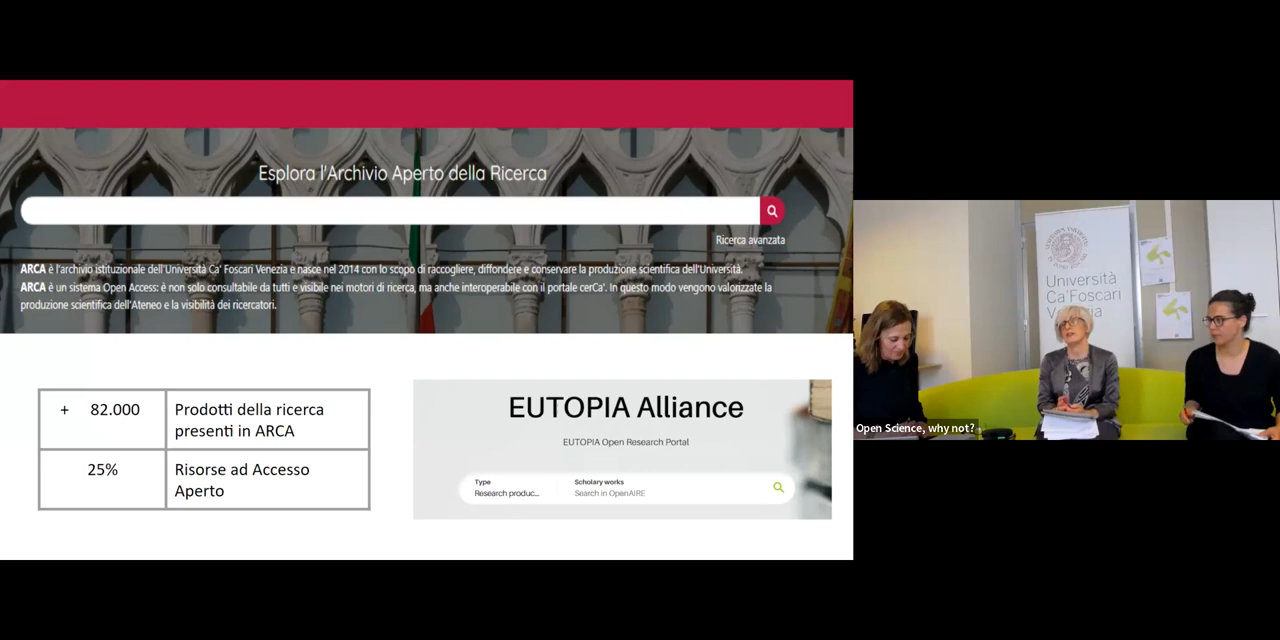 Esplora l'Archivio Aperto della Ricerca
Ricerca avanzata
ARCA è l'archivio istituzionale dell'Università Ca' Foscari Venezia e nasce nel 2014 con lo scopo di raccogliere, diffondere e conservare la produzione scientifica dell'Università.
ARCA è un sistema Open Access: è non solo consultabile da tutti e visibile nei motori di ricerca, ma anche interoperabile con il portale cerCa'. In questo modo vengono valorizzate la
produzione scientifica dell'Ateneo e la visibilità dei ricercatori.
+ 82.000 Prodotti della ricerca
presenti in ARCA
25% Risorse ad Accesso
Aperto
EUTOPIA Alliance
EUTOPIA Open Research Portal
Type
Research produc...
Scholary works
Search in OpenAIRE
Università
Ca'Foscari
Open Science, why not?